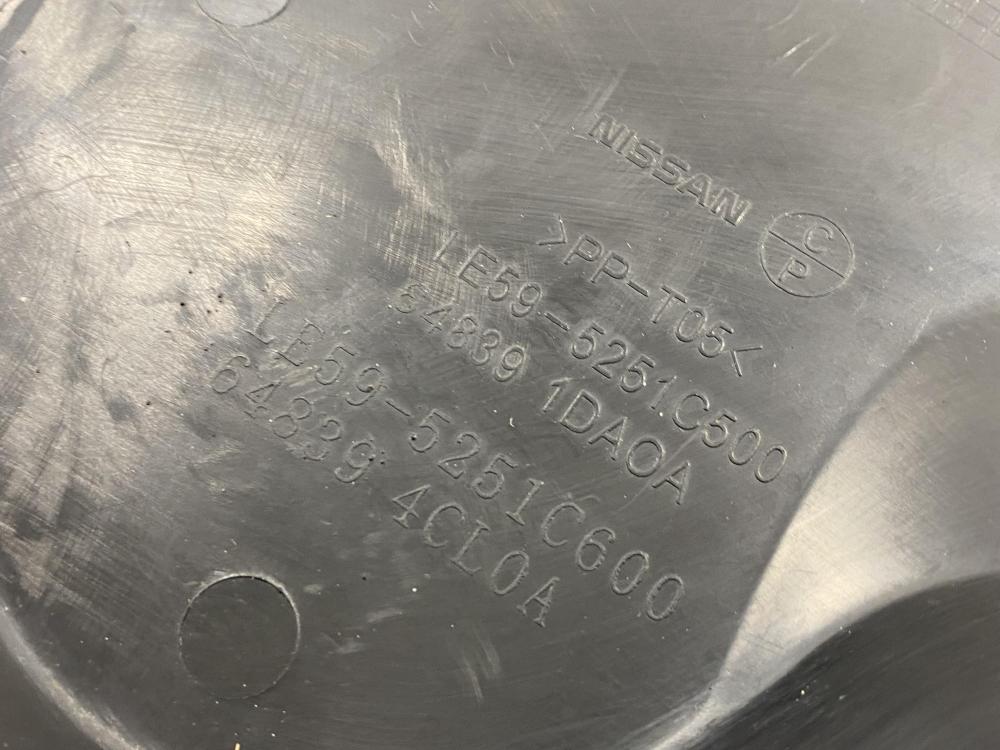 NISSAN
C
P
>PP-T05<
LE59-5251C500
64839 1DA0A
LE59-5251C600
64839 4CL0A